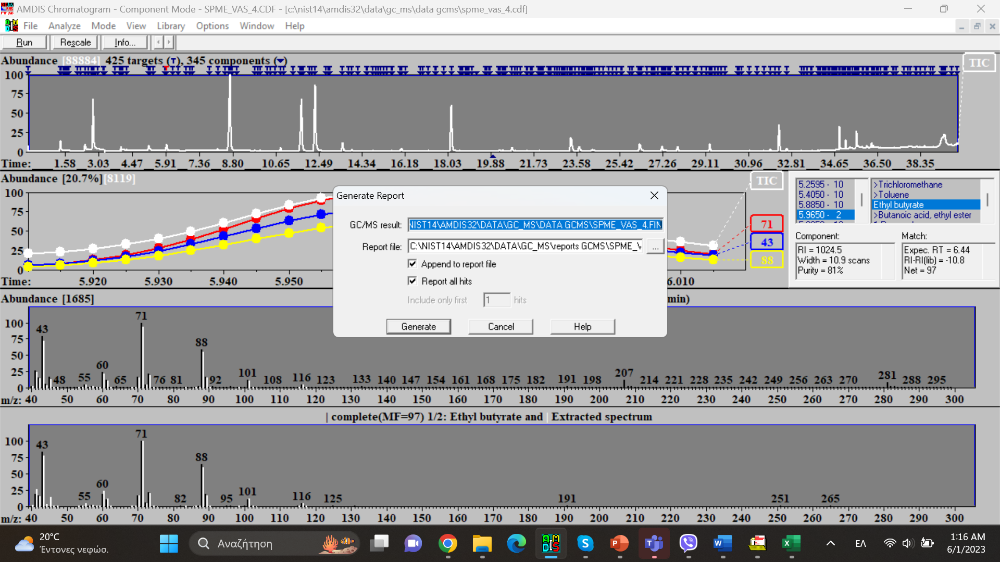 AMDIS Chromatogram - Component Mode - SPME_VAS_4.CDF - [c:\nist14\amdis32\data\gc_ms\data gcms\spme_vas_4.cdf]
File Analyze Mode View Library Options Window Help
Run Rescale Info...
Abundance [88884] 425 targets (T), 345 components (▼)
TIC
100
75
50
25
0
Time: 1.58 3.03 4.47 5.91 7.36 8.80 10.65 12.49 14.34 16.18 18.03 19.88 21.73 23.58 25.42 27.26 29.11 30.96 32.81 34.65 36.50 38.35
Abundance [20.7%][8119]
TIC
100
75
50
25
0
71
43
88
Time: 5.920 5.930 5.940 5.950 6.010
5.2595 - 10
5.4050 - 10
5.8850 - 10
5.9650 - 2
>Trichloromethane
>Toluene
Ethyl butyrate
>Butanoic acid, ethyl ester
Component:
RI = 1024.5
Width = 10.9 scans
Purity = 81%
Match:
Expec. RT = 6.44
RI-RI(lib) = -10.8
Net = 97
Generate Report
GC/MS result: NIST14\AMDIS32\DATA\GC_MS\DATA GCMS\SPME_VAS_4.FIN
Report file: C:\NIST14\AMDIS32\DATA\GC_MS\reports GCMS\SPME_V
...
Append to report file
Report all hits
Include only first 1 hits
Generate Cancel Help
Abundance [1685] min)
100
75
50
25
0
43 48 55 60 65 71 76 81 88 92 101 108 116 123 133 140 147 154 161 168 175 182 191 198 207 214 221 228 235 242 249 256 263 270 281 288 295
m/z: 40 50 60 70 80 90 100 110 120 130 140 150 160 170 180 190 200 210 220 230 240 250 260 270 280 290 300
| complete(MF=97) 1/2: Ethyl butyrate and | Extracted spectrum
100
75
50
25
0
43 55 60 71 82 88 95 101 116 125 191 251 265
m/z: 40 50 60 70 80 90 100 110 120 130 140 150 160 170 180 190 200 210 220 230 240 250 260 270 280 290 300
20°C
Έντονες νεφώσ.
Αναζήτηση
ΕΛ
1:16 AM
6/1/2023